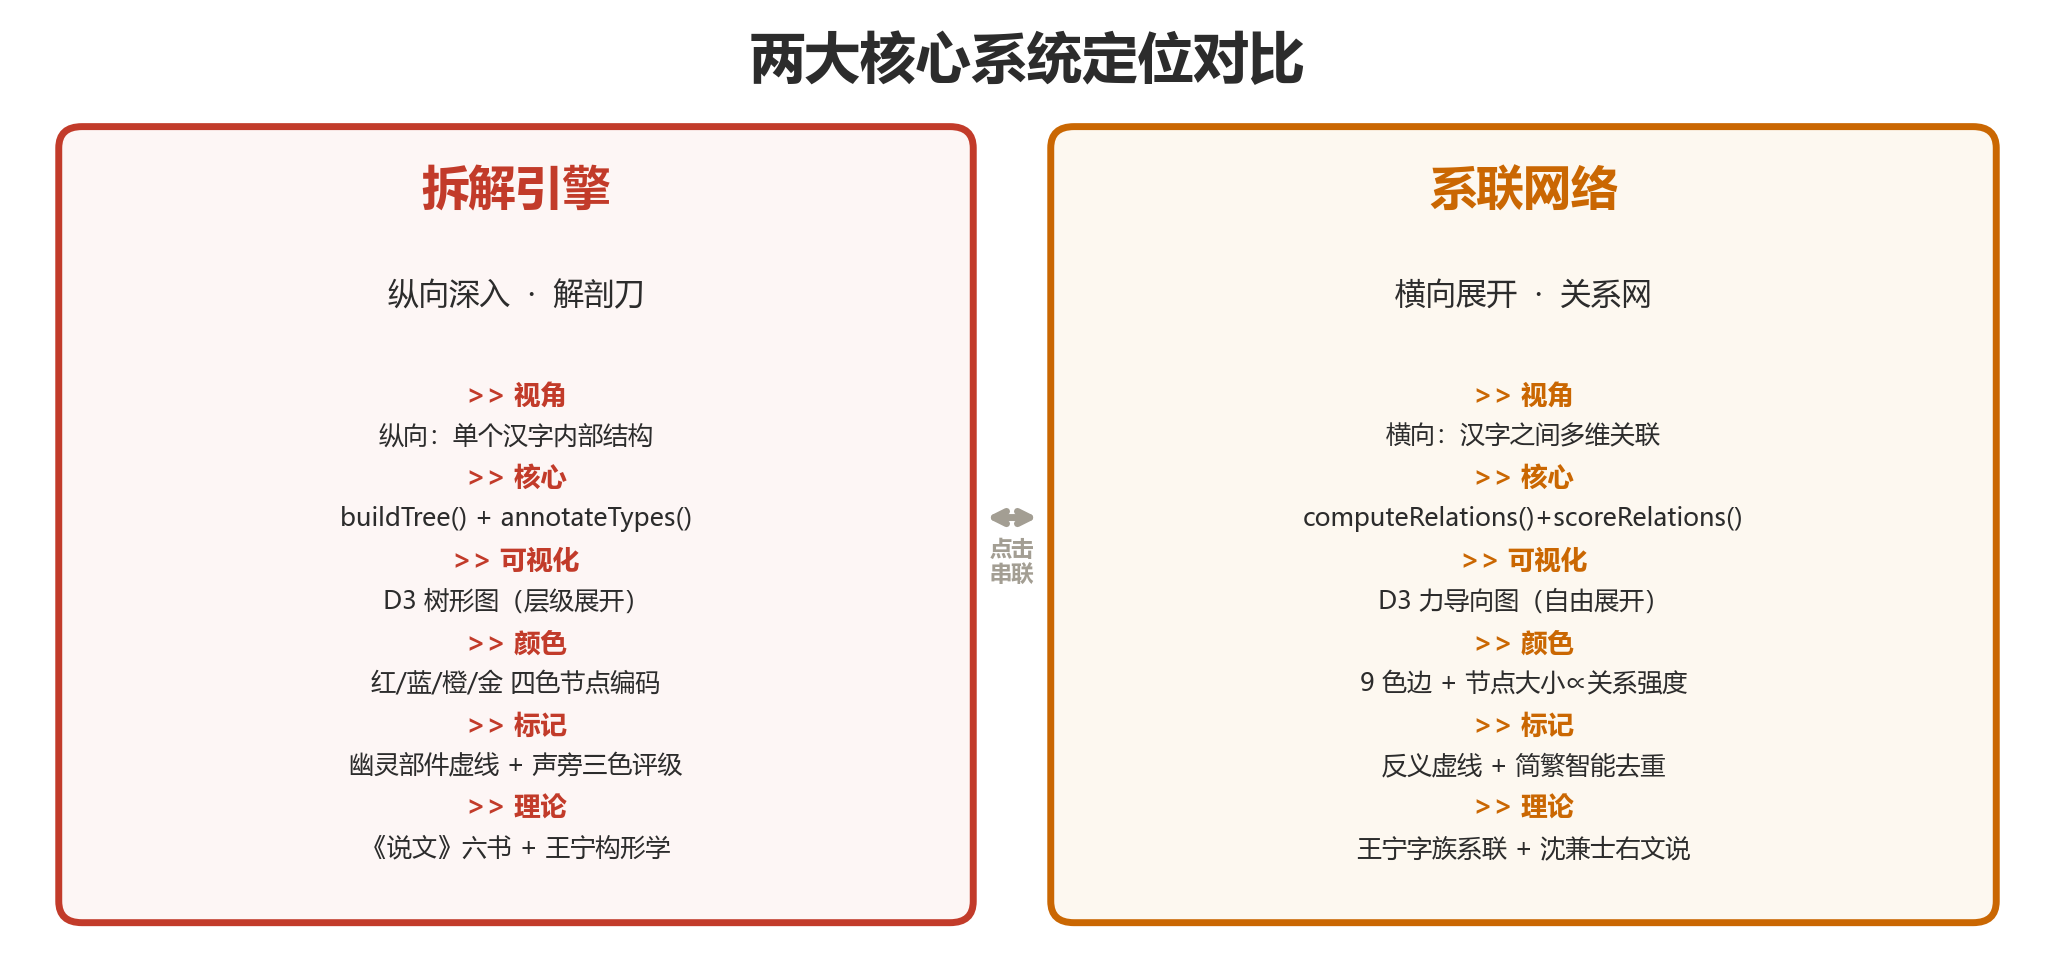 两大核心系统定位对比
拆解引擎
纵向深入 · 解剖刀
>> 视角
纵向：单个汉字内部结构
>> 核心
buildTree() + annotateTypes()
>> 可视化
D3 树形图（层级展开）
>> 颜色
红/蓝/橙/金 四色节点编码
>> 标记
幽灵部件虚线 + 声旁三色评级
>> 理论
《说文》六书 + 王宁构形学
点击
串联
系联网络
横向展开 · 关系网
>> 视角
横向：汉字之间多维关联
>> 核心
computeRelations()+scoreRelations()
>> 可视化
D3 力导向图（自由展开）
>> 颜色
9 色边 + 节点大小∝关系强度
>> 标记
反义虚线 + 简繁智能去重
>> 理论
王宁字族系联 + 沈兼士右文说